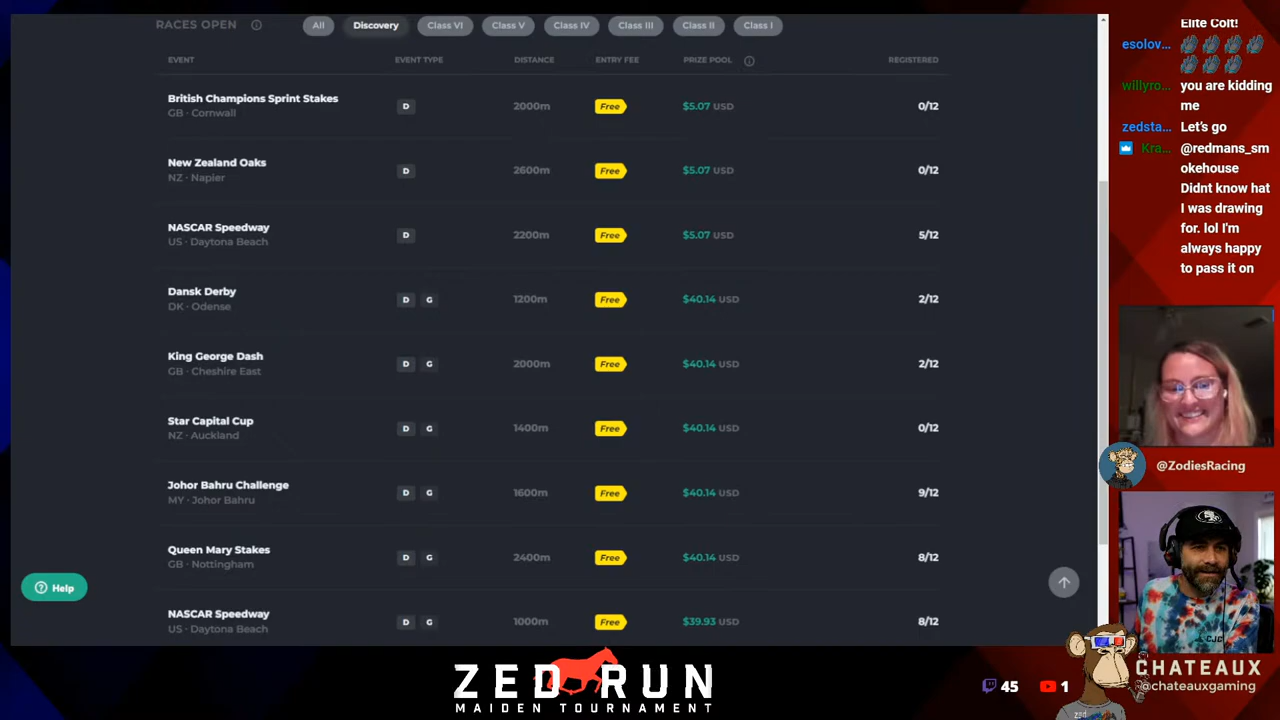 RACES OPEN
All Discovery Class VI Class V Class IV Class III Class II Class I
EVENT EVENT TYPE DISTANCE ENTRY FEE PRIZE POOL REGISTERED
British Champions Sprint Stakes
GB · Cornwall
D 2000m Free $5.07 USD 0/12
New Zealand Oaks
NZ · Napier
D 2600m Free $5.07 USD 0/12
NASCAR Speedway
US · Daytona Beach
D 2200m Free $5.07 USD 5/12
Dansk Derby
DK · Odense
D G 1200m Free $40.14 USD 2/12
King George Dash
GB · Cheshire East
D G 2000m Free $40.14 USD 2/12
Star Capital Cup
NZ · Auckland
D G 1400m Free $40.14 USD 0/12
Johor Bahru Challenge
MY · Johor Bahru
D G 1600m Free $40.14 USD 9/12
Queen Mary Stakes
GB · Nottingham
D G 2400m Free $40.14 USD 8/12
NASCAR Speedway
US · Daytona Beach
D G 1000m Free $39.93 USD 8/12
Help
Elite Colt!
esolov...
willyro... you are kidding
me
zedsta... Let's go
Kra... @redmans_sm
okehouse
Didnt know hat
I was drawing
for. lol I'm
always happy
to pass it on
@ZodiesRacing
CJC
ZED RUN
MAIDEN TOURNAMENT
45 1
CHATEAUX
@chateauxgaming
ZED